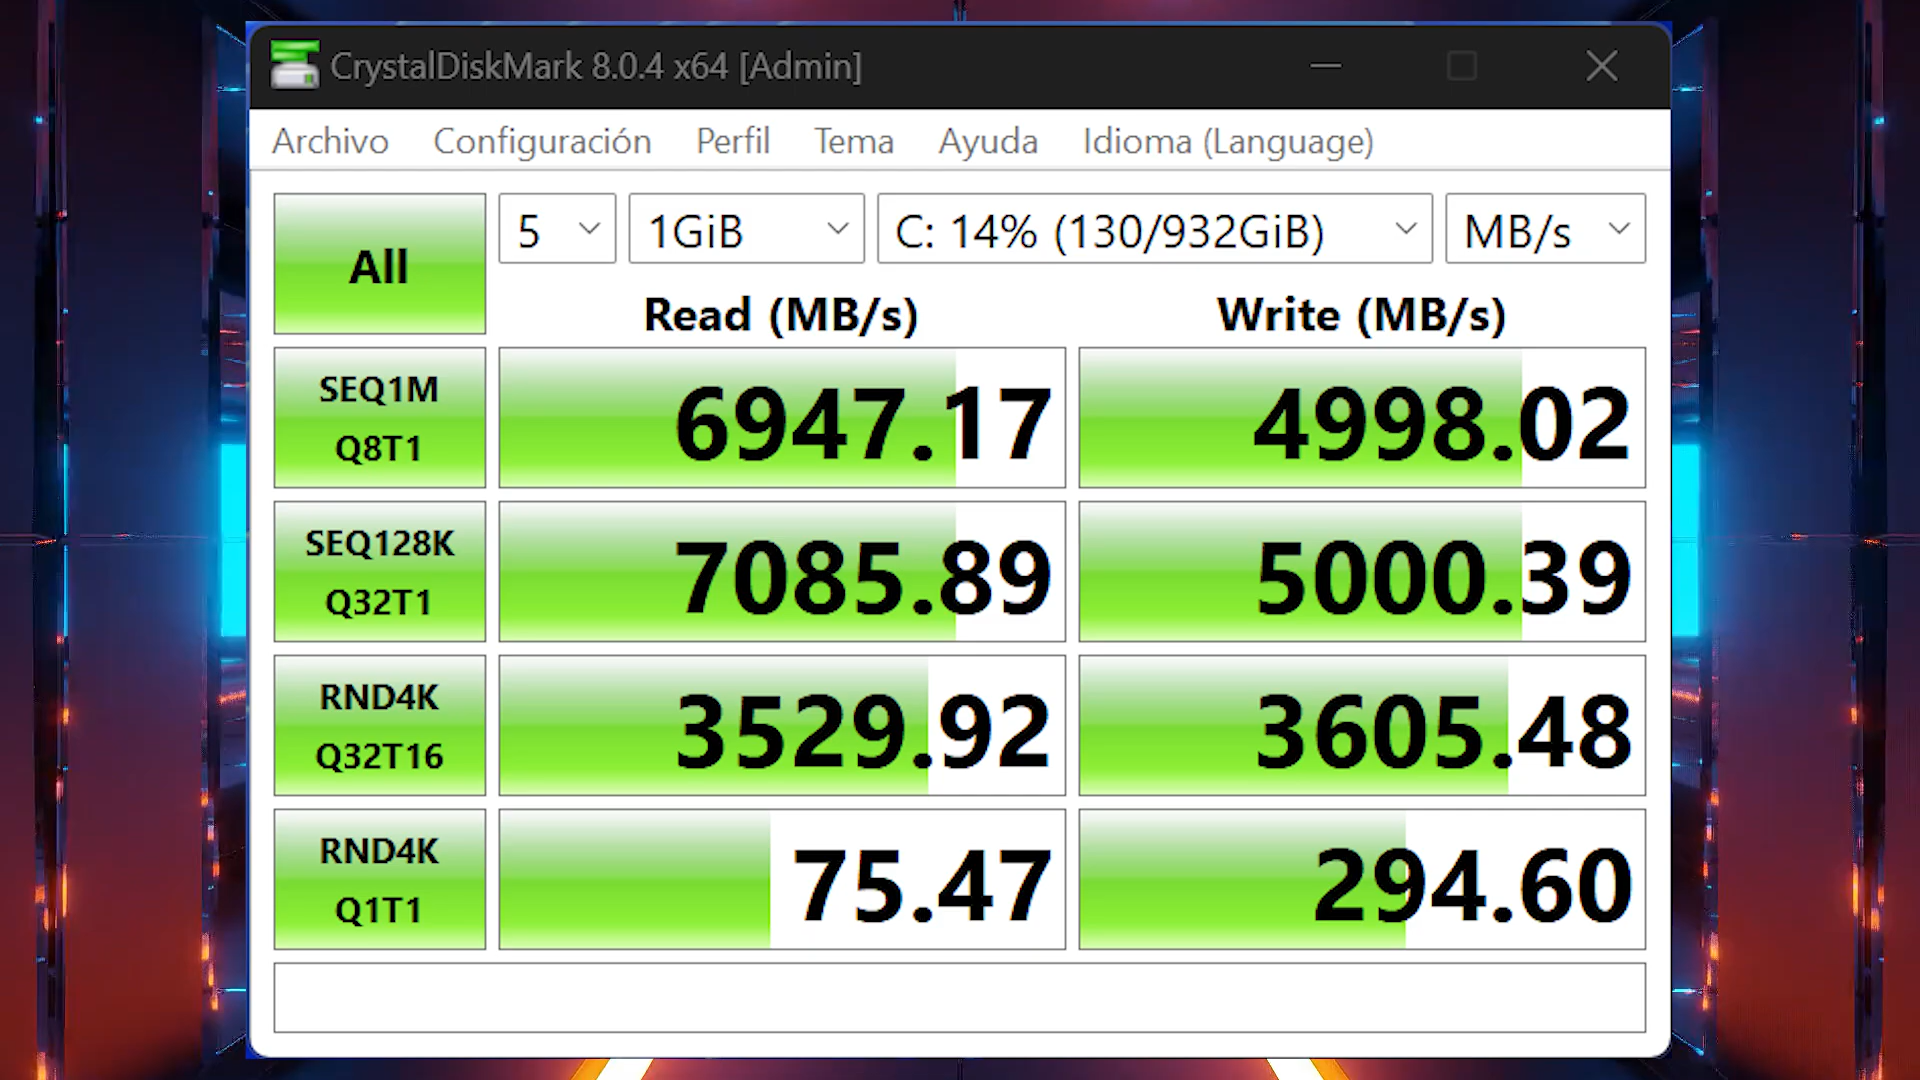 CrystalDiskMark 8.0.4 x64 [Admin]
Archivo Configuración Perfil Tema Ayuda Idioma (Language)
All 5 1GiB C: 14% (130/932GiB) MB/s
Read (MB/s) Write (MB/s)
SEQ1M
Q8T1
6947.17 4998.02
SEQ128K
Q32T1
7085.89 5000.39
RND4K
Q32T16
3529.92 3605.48
RND4K
Q1T1
75.47 294.60